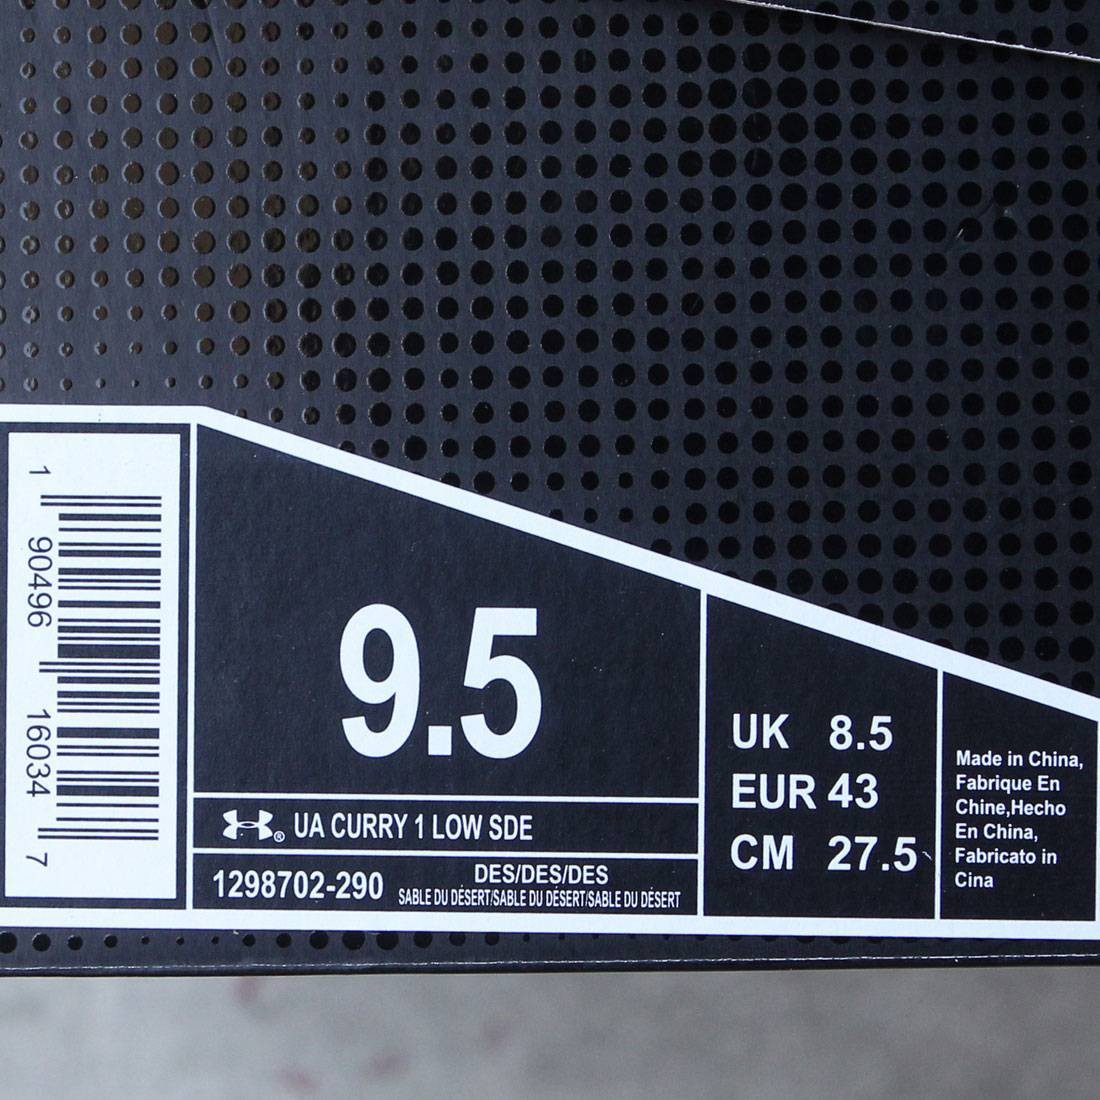 1 90496 16034 7
9.5
® UA CURRY 1 LOW SDE
1298702-290
DES/DES/DES
SABLE DU DÉSERT/SABLE DU DÉSERT/SABLE DU DÉSERT
UK 8.5
EUR 43
CM 27.5
Made in China,
Fabrique En
Chine,Hecho
En China,
Fabricato in
Cina